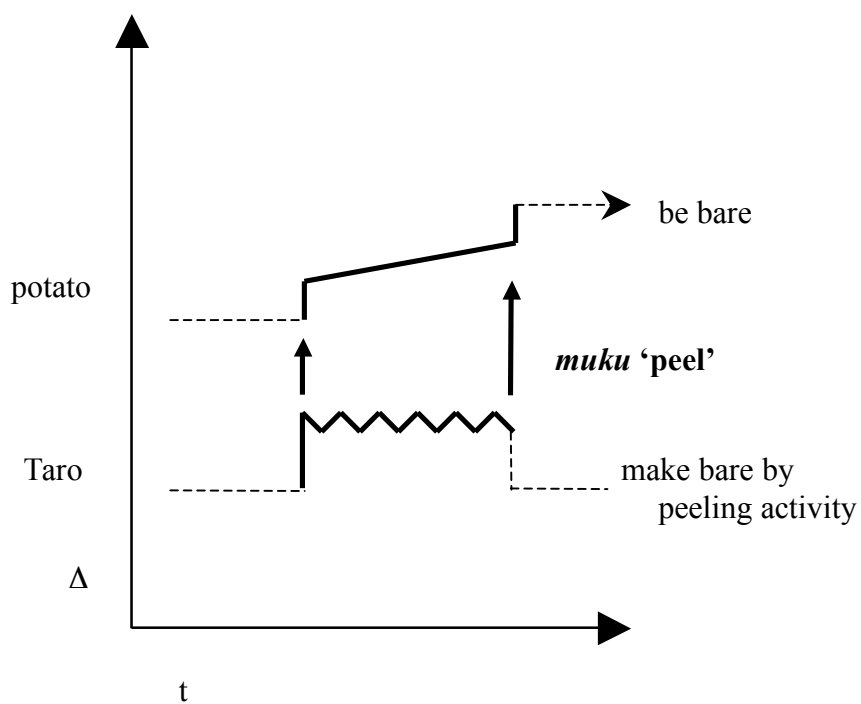 be bare
potato
muku ‘peel’
Taro
make bare by
peeling activity
Δ
t